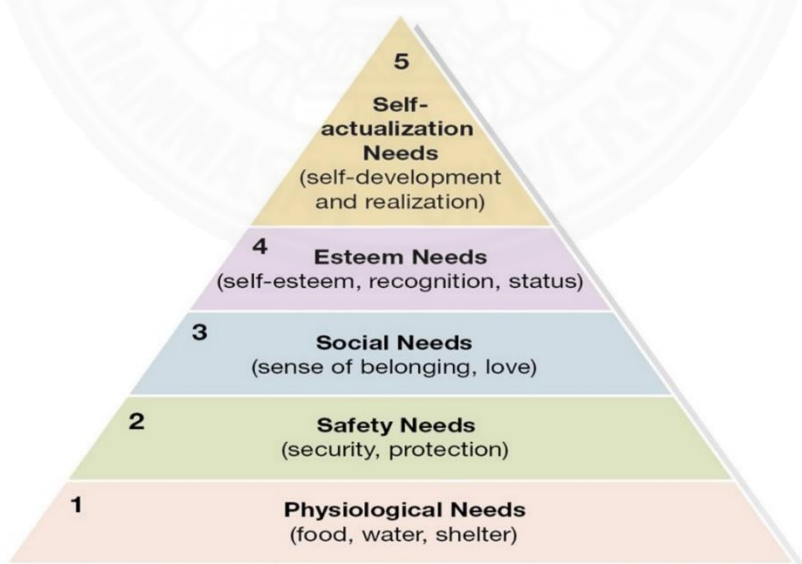 5
Self-
actualization
Needs
(self-development
and realization)
4
Esteem Needs
(self-esteem, recognition, status)
3
Social Needs
(sense of belonging, love)
2
Safety Needs
(security, protection)
1
Physiological Needs
(food, water, shelter)